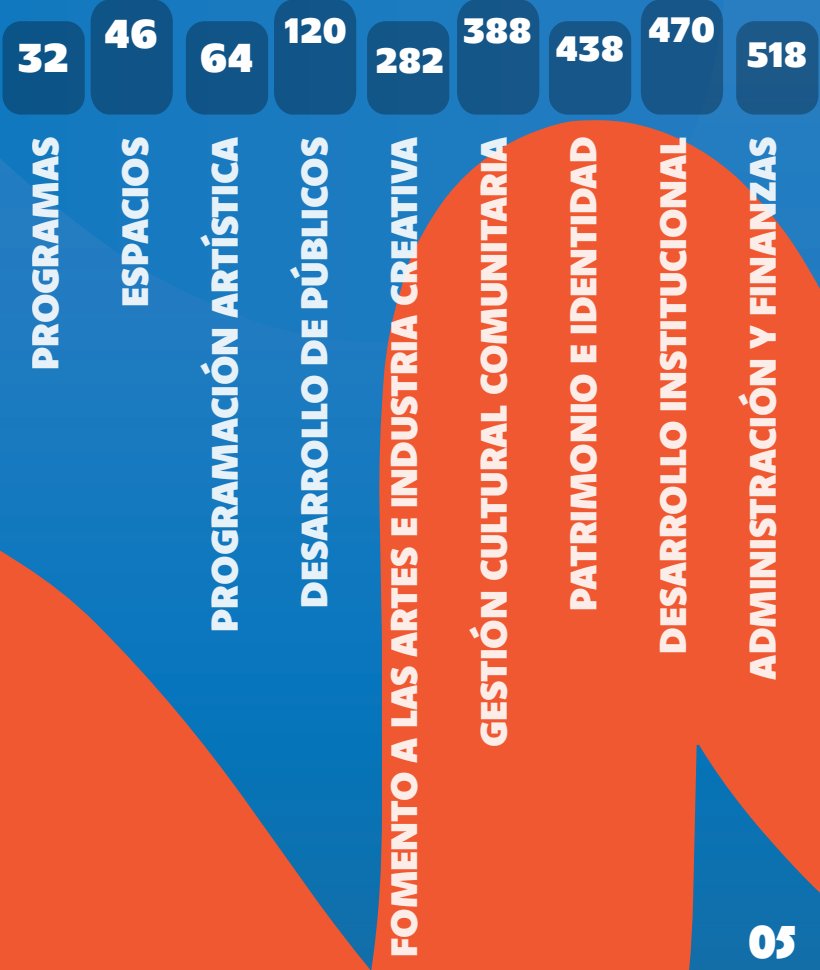 32
PROGRAMAS
46
ESPACIOS
64
PROGRAMACIÓN ARTÍSTICA
120
DESARROLLO DE PÚBLICOS
282
FOMENTO A LAS ARTES E INDUSTRIA CREATIVA
388
GESTIÓN CULTURAL COMUNITARIA
438
PATRIMONIO E IDENTIDAD
470
DESARROLLO INSTITUCIONAL
518
ADMINISTRACIÓN Y FINANZAS
05